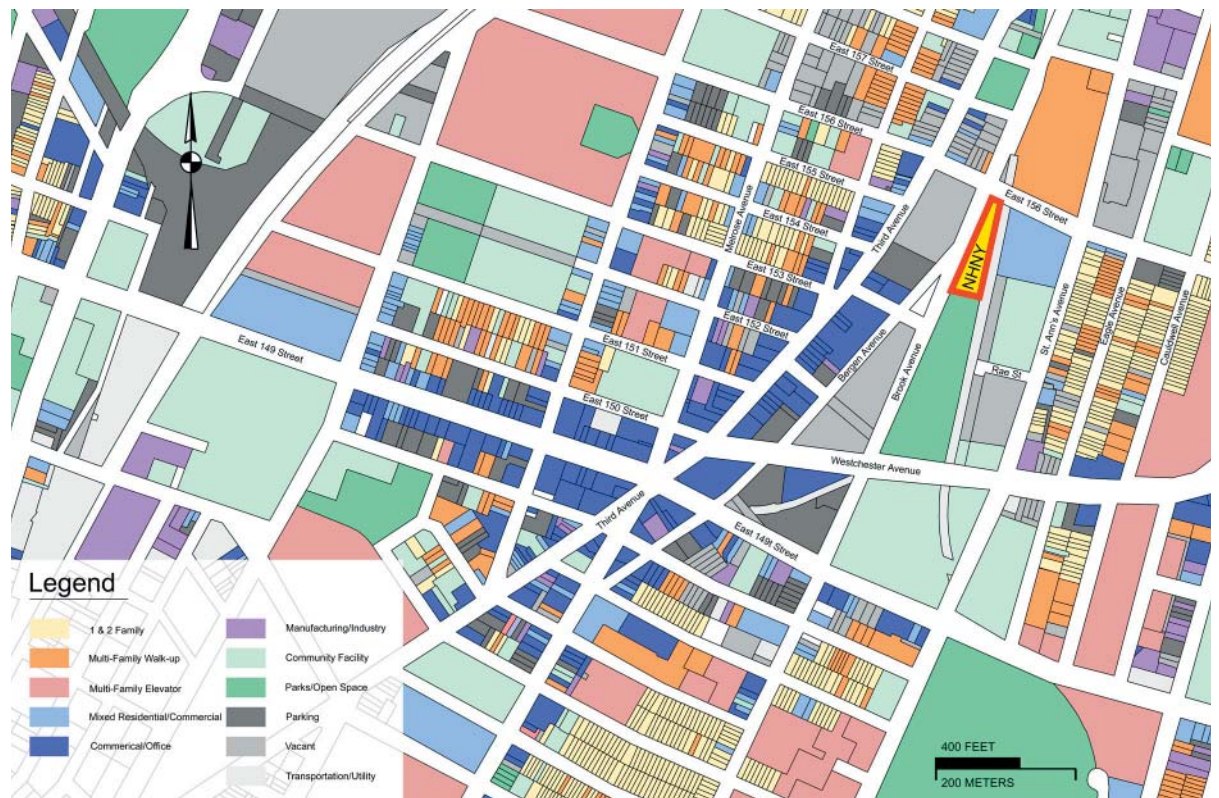 East 157 Street
East 156 Street
East 155 Street
East 154 Street
East 153 Street
East 152 Street
East 151 Street
East 150 Street
East 149 Street
Melrose Avenue
Third Avenue
East 156 Street
NHNY
Bergen Avenue
Brook Avenue
St. Ann's Avenue
Eagle Avenue
Cauldwell Avenue
Rae St
Westchester Avenue
Third Avenue
East 149t Street
Legend
1 & 2 Family
Multi-Family Walk-up
Multi-Family Elevator
Mixed Residential/Commercial
Commerical/Office
Manufacturing/Industry
Community Facility
Parks/Open Space
Parking
Vacant
Transportation/Utility
400 FEET
200 METERS